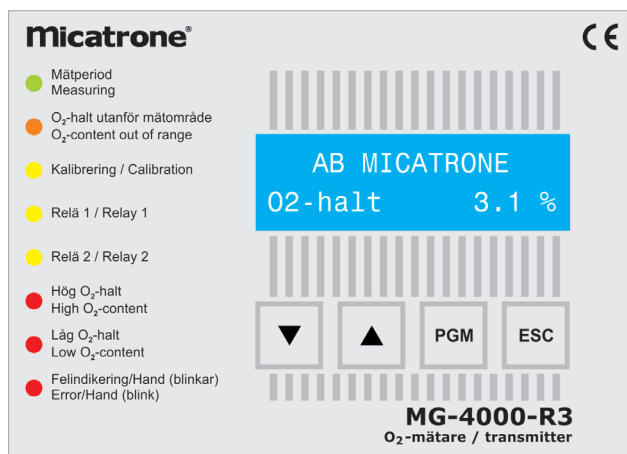 Micatrone®
CE
Mätperiod
Measuring
O₂-halt utanför mätområde
O₂-content out of range
Kalibrering / Calibration
Relä 1 / Relay 1
Relä 2 / Relay 2
Hög O₂-halt
High O₂-content
Låg O₂-halt
Low O₂-content
Felindikering/Hand (blinkar)
Error/Hand (blink)
AB MICATRONE
O2-halt 3.1 %
PGM
ESC
MG-4000-R3
O₂-mätare / transmitter